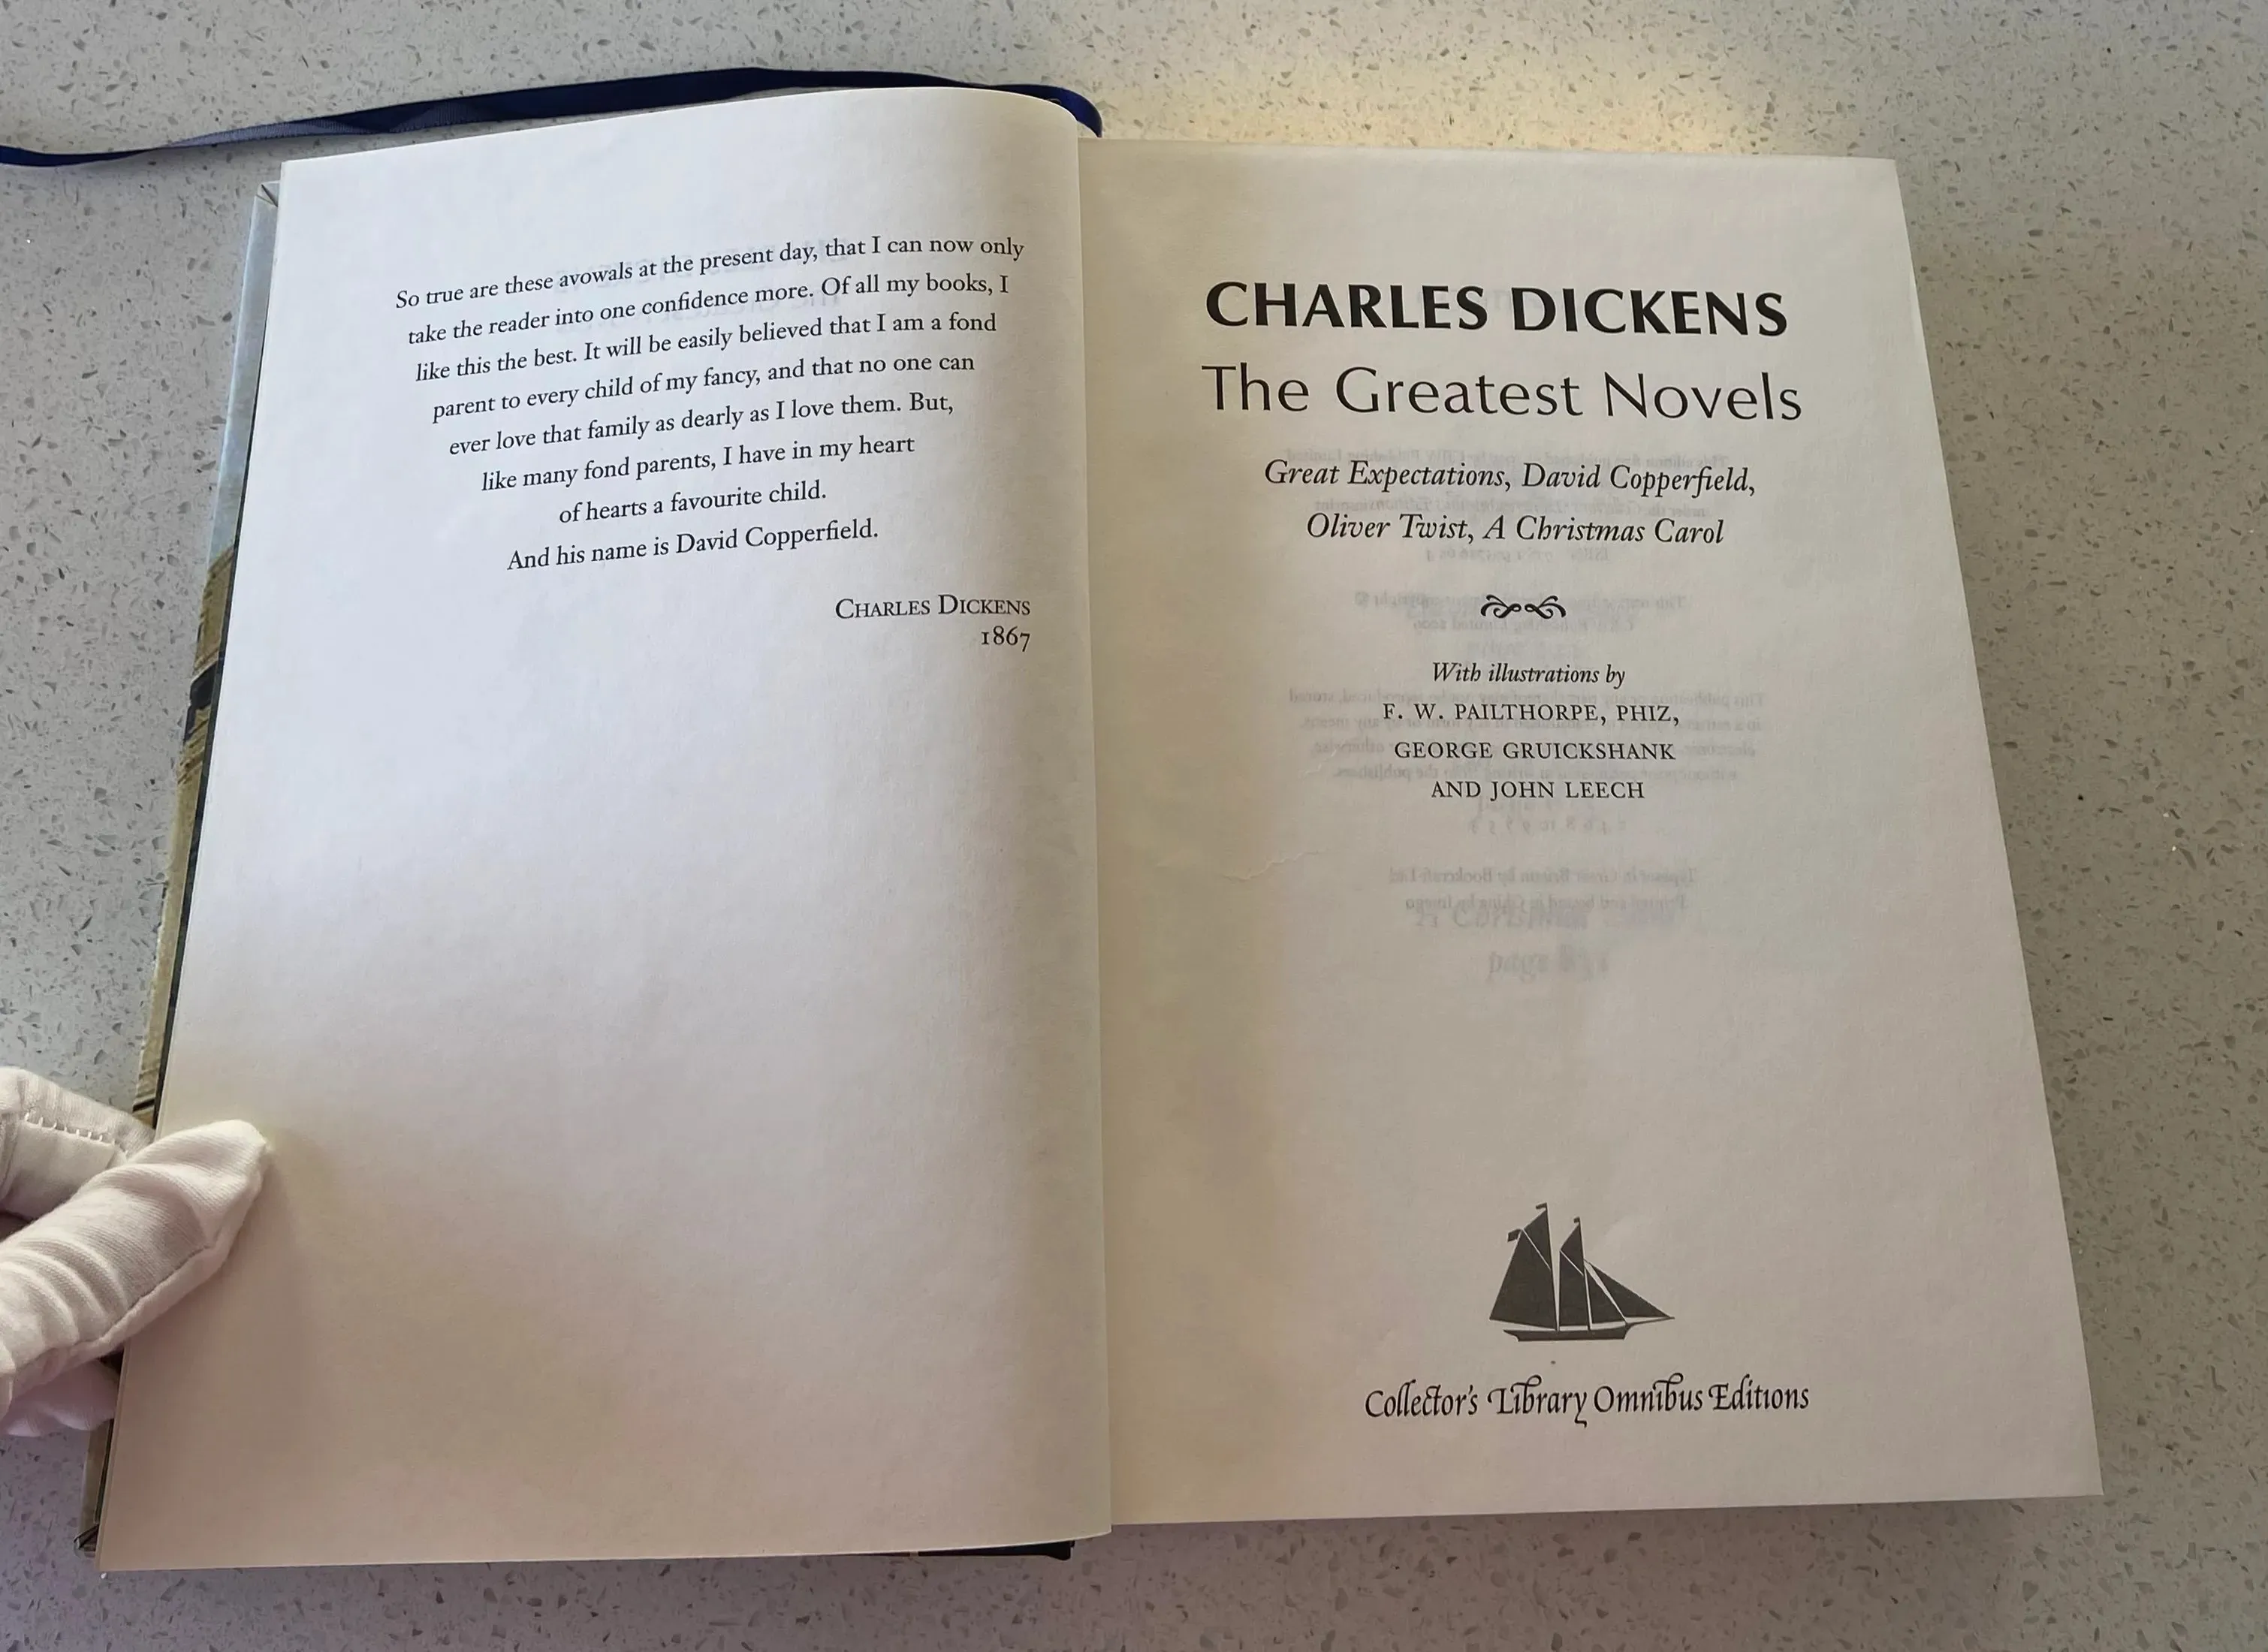 So true are these avowals at the present day, that I can now only
take the reader into one confidence more. Of all my books, I
like this the best. It will be easily believed that I am a fond
parent to every child of my fancy, and that no one can
ever love that family as dearly as I love them. But,
like many fond parents, I have in my heart
of hearts a favourite child.
And his name is David Copperfield.
CHARLES DICKENS
1867
CHARLES DICKENS
The Greatest Novels
Great Expectations, David Copperfield,
Oliver Twist, A Christmas Carol
With illustrations by
F. W. PAILTHORPE, PHIZ,
GEORGE GRUICKSHANK
AND JOHN LEECH
Collector's Library Omnibus Editions